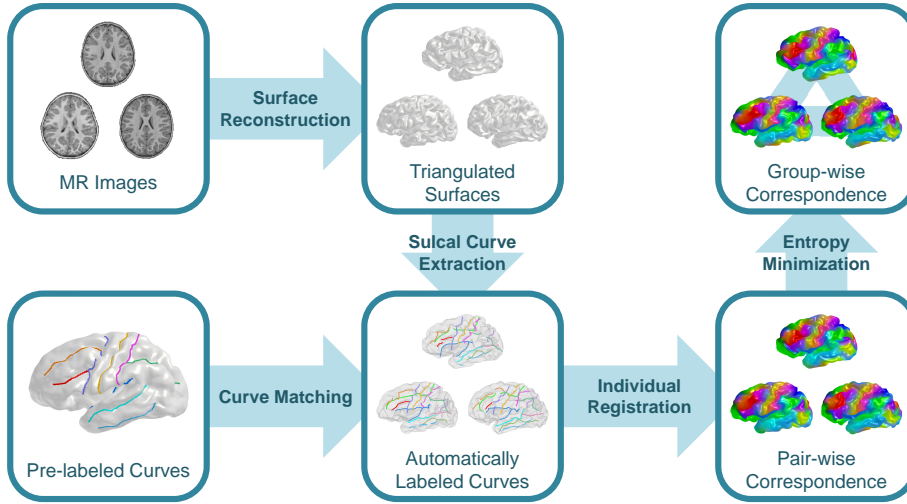 MR Images
Surface
Reconstruction
Triangulated
Surfaces
Group-wise
Correspondence
Sulcal Curve
Extraction
Entropy
Minimization
Pre-labeled Curves
Curve Matching
Automatically
Labeled Curves
Individual
Registration
Pair-wise
Correspondence